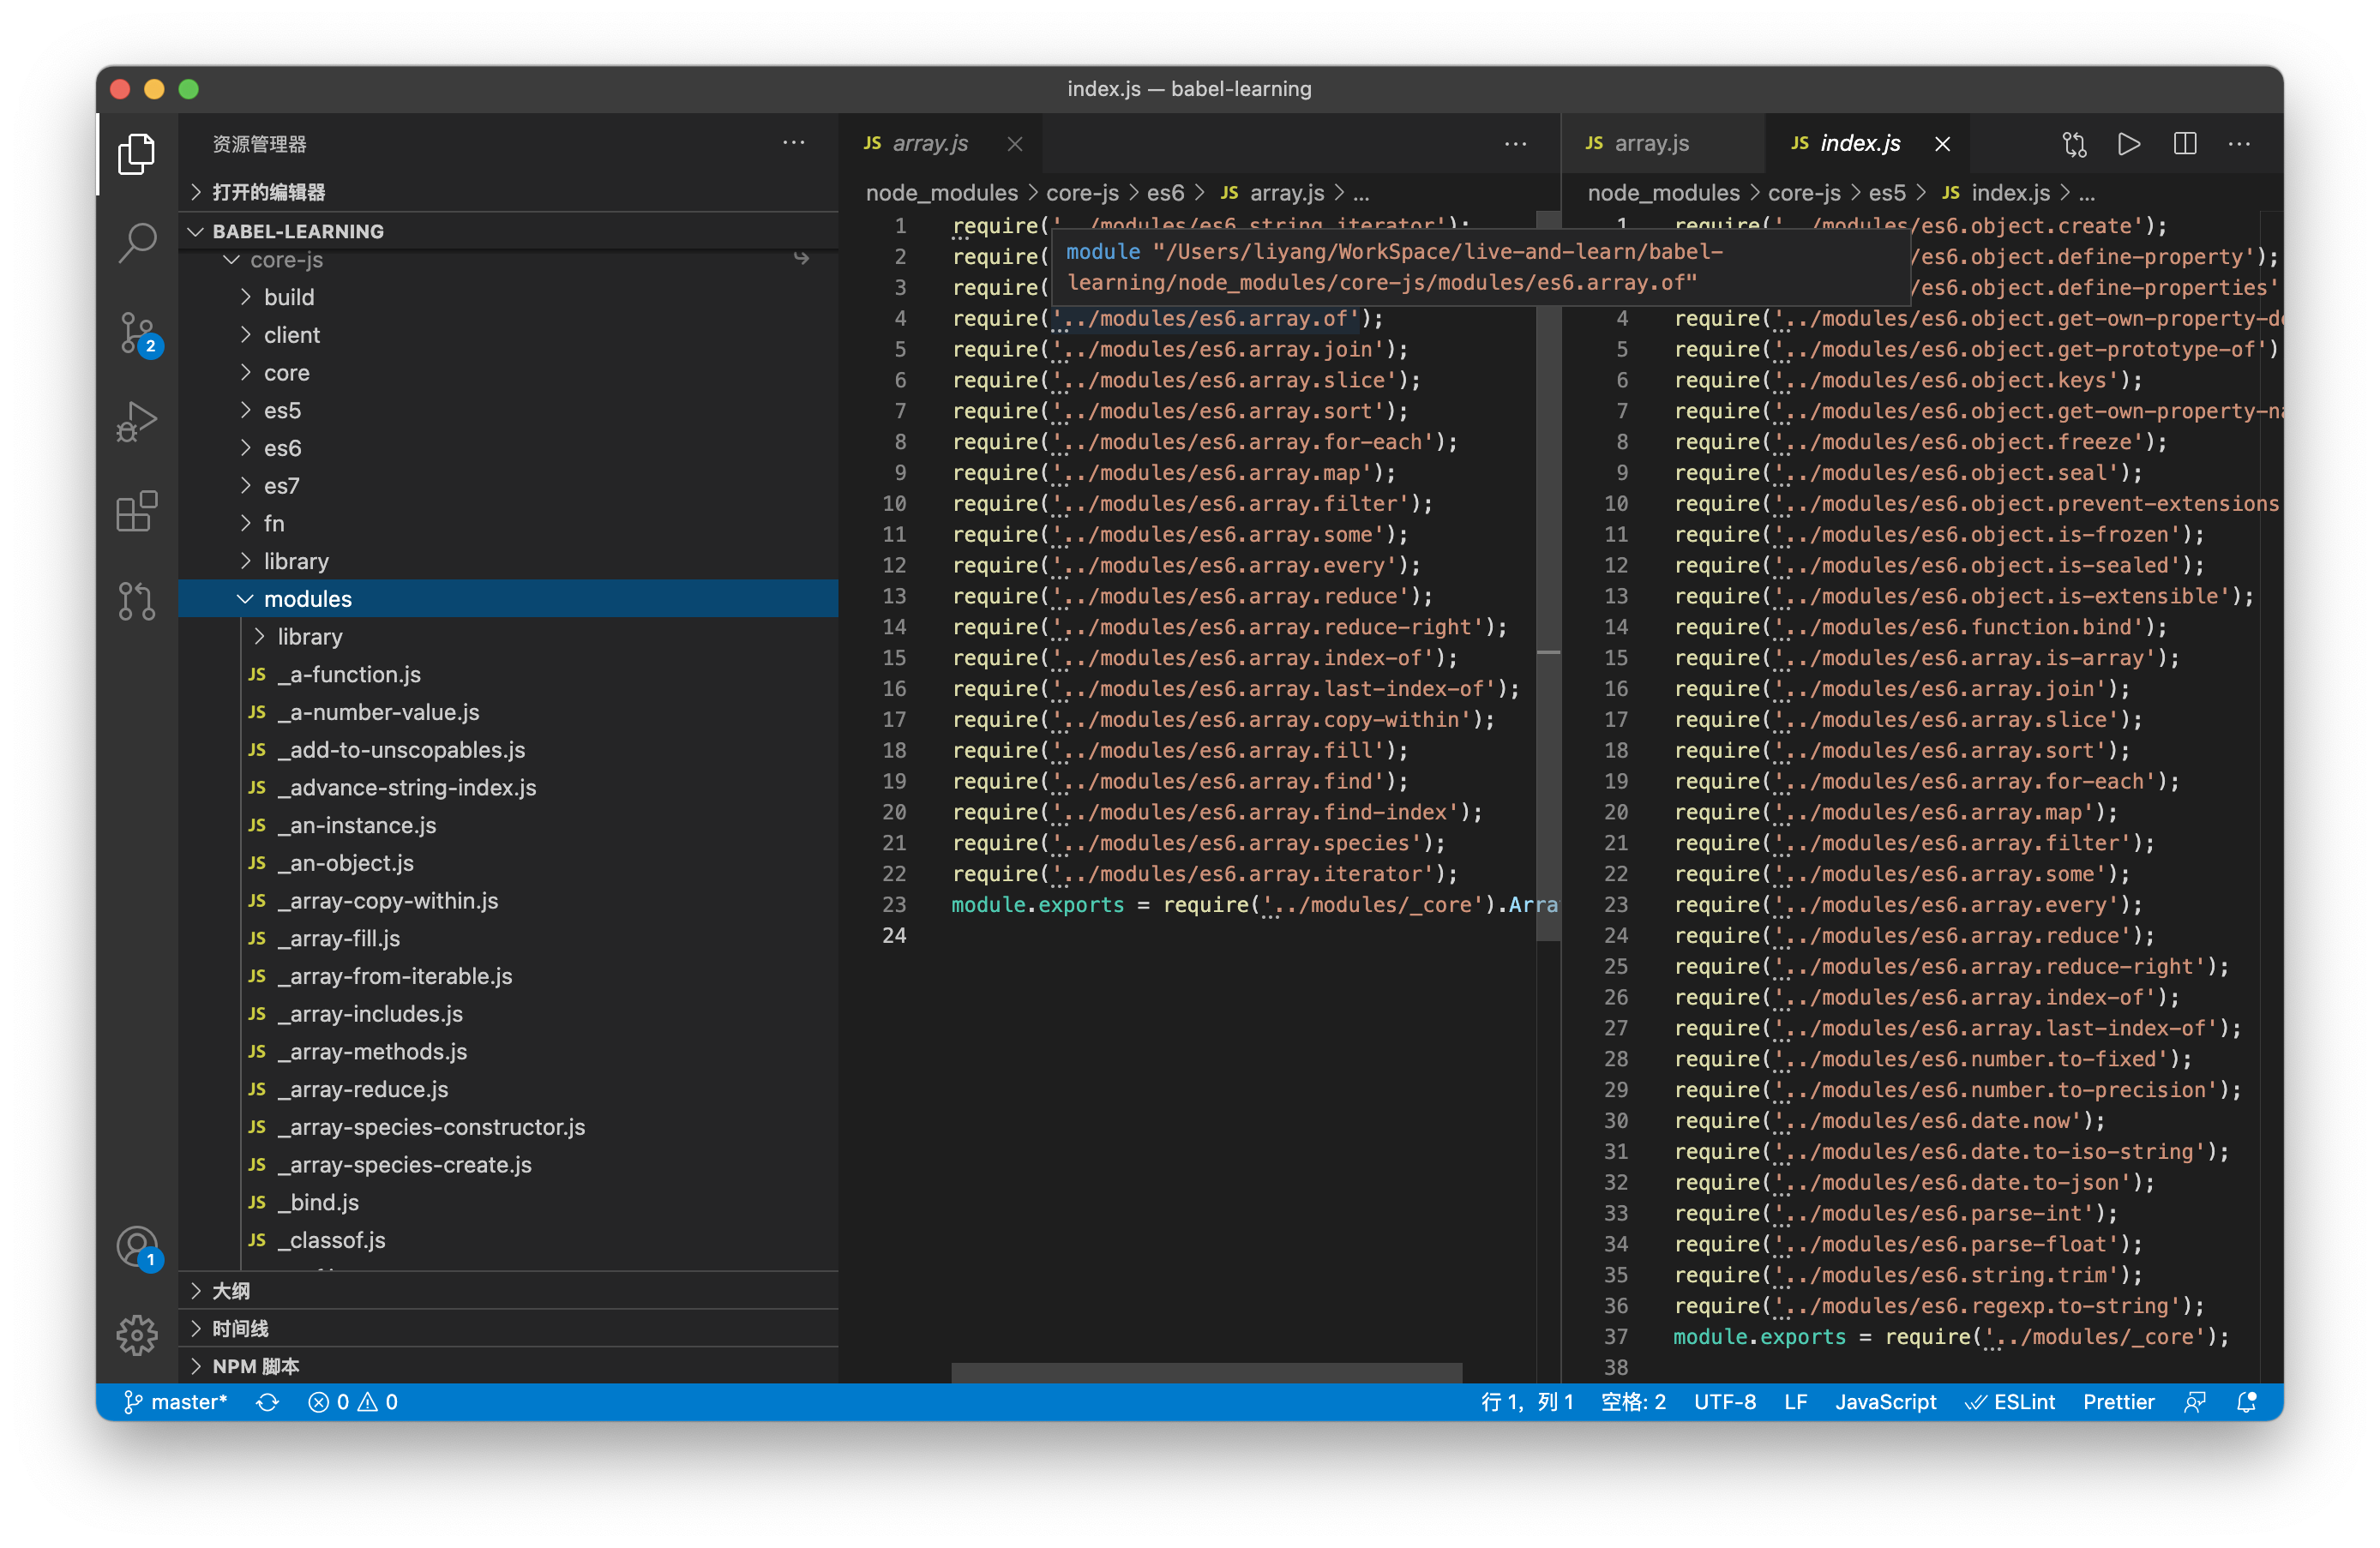 index.js — babel-learning
资源管理器
打开的编辑器
BABEL-LEARNING
core-js
build
client
core
es5
es6
es7
fn
library
modules
library
JS _a-function.js
JS _a-number-value.js
JS _add-to-unscopables.js
JS _advance-string-index.js
JS _an-instance.js
JS _an-object.js
JS _array-copy-within.js
JS _array-fill.js
JS _array-from-iterable.js
JS _array-includes.js
JS _array-methods.js
JS _array-reduce.js
JS _array-species-constructor.js
JS _array-species-create.js
JS _bind.js
JS _classof.js
大纲
时间线
NPM 脚本
2
1
JS array.js
node_modules > core-js > es6 > JS array.js > ...
1 require('../modules/es6.string.iterator');
2 require(
3 require(
module "/Users/liyang/WorkSpace/live-and-learn/babel-
learning/node_modules/core-js/modules/es6.array.of"
4 require('../modules/es6.array.of');
5 require('../modules/es6.array.join');
6 require('../modules/es6.array.slice');
7 require('../modules/es6.array.sort');
8 require('../modules/es6.array.for-each');
9 require('../modules/es6.array.map');
10 require('../modules/es6.array.filter');
11 require('../modules/es6.array.some');
12 require('../modules/es6.array.every');
13 require('../modules/es6.array.reduce');
14 require('../modules/es6.array.reduce-right');
15 require('../modules/es6.array.index-of');
16 require('../modules/es6.array.last-index-of');
17 require('../modules/es6.array.copy-within');
18 require('../modules/es6.array.fill');
19 require('../modules/es6.array.find');
20 require('../modules/es6.array.find-index');
21 require('../modules/es6.array.species');
22 require('../modules/es6.array.iterator');
23 module.exports = require('../modules/_core').Arra
24
JS array.js JS index.js
node_modules > core-js > es5 > JS index.js > ...
1 require('../modules/es6.object.create');
/es6.object.define-property');
/es6.object.define-properties'
4 require('../modules/es6.object.get-own-property-de
5 require('../modules/es6.object.get-prototype-of')
6 require('../modules/es6.object.keys');
7 require('../modules/es6.object.get-own-property-na
8 require('../modules/es6.object.freeze');
9 require('../modules/es6.object.seal');
10 require('../modules/es6.object.prevent-extensions
11 require('../modules/es6.object.is-frozen');
12 require('../modules/es6.object.is-sealed');
13 require('../modules/es6.object.is-extensible');
14 require('../modules/es6.function.bind');
15 require('../modules/es6.array.is-array');
16 require('../modules/es6.array.join');
17 require('../modules/es6.array.slice');
18 require('../modules/es6.array.sort');
19 require('../modules/es6.array.for-each');
20 require('../modules/es6.array.map');
21 require('../modules/es6.array.filter');
22 require('../modules/es6.array.some');
23 require('../modules/es6.array.every');
24 require('../modules/es6.array.reduce');
25 require('../modules/es6.array.reduce-right');
26 require('../modules/es6.array.index-of');
27 require('../modules/es6.array.last-index-of');
28 require('../modules/es6.number.to-fixed');
29 require('../modules/es6.number.to-precision');
30 require('../modules/es6.date.now');
31 require('../modules/es6.date.to-iso-string');
32 require('../modules/es6.date.to-json');
33 require('../modules/es6.parse-int');
34 require('../modules/es6.parse-float');
35 require('../modules/es6.string.trim');
36 require('../modules/es6.regexp.to-string');
37 module.exports = require('../modules/_core');
38
master* 0 0 行 1，列 1 空格: 2 UTF-8 LF JavaScript ESLint Prettier